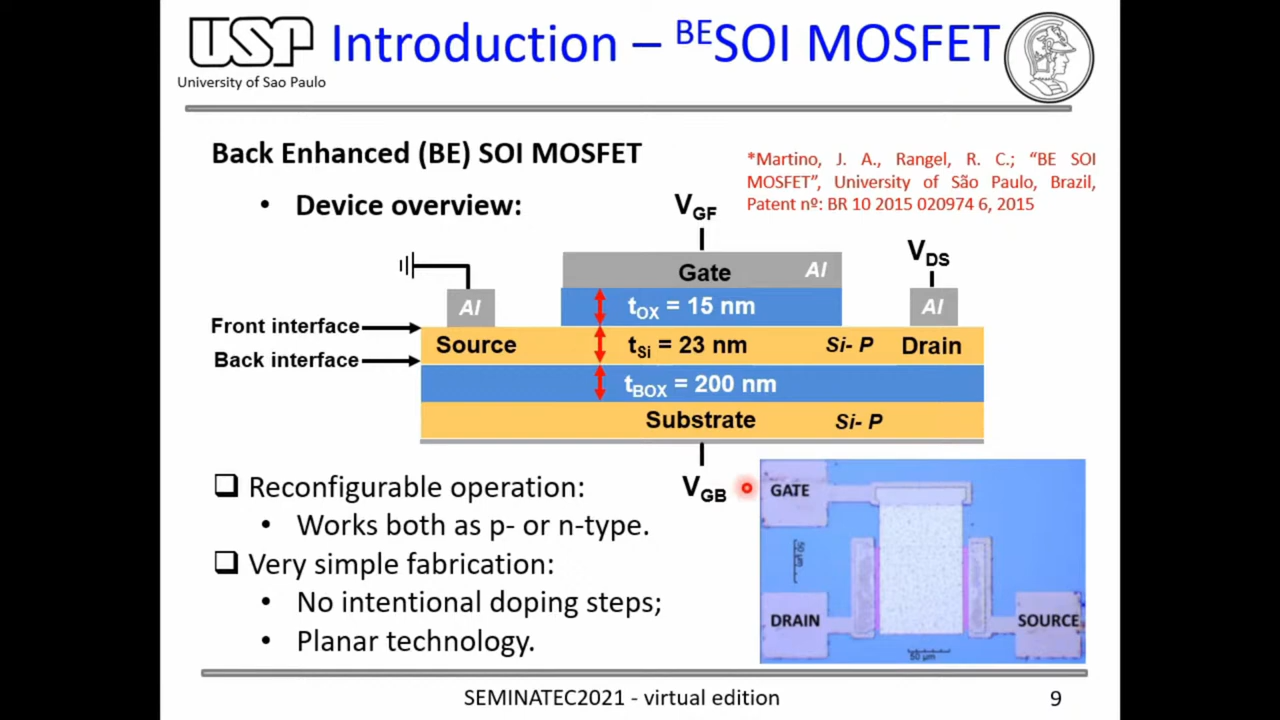 USP
University of Sao Paulo
Introduction – BESOI MOSFET
Back Enhanced (BE) SOI MOSFET
*Martino, J. A., Rangel, R. C.; “BE SOI
MOSFET”, University of São Paulo, Brazil,
Patent nº: BR 10 2015 020974 6, 2015
• Device overview:
VGF
VDS
Gate
Al
Al
tOX = 15 nm
Al
Front interface
Back interface
Source
tSi = 23 nm
Si- P
Drain
tBOX = 200 nm
Substrate
Si- P
VGB
❑ Reconfigurable operation:
• Works both as p- or n-type.
❑ Very simple fabrication:
• No intentional doping steps;
• Planar technology.
GATE
50 µm
DRAIN
SOURCE
50 µm
SEMINATEC2021 - virtual edition
9